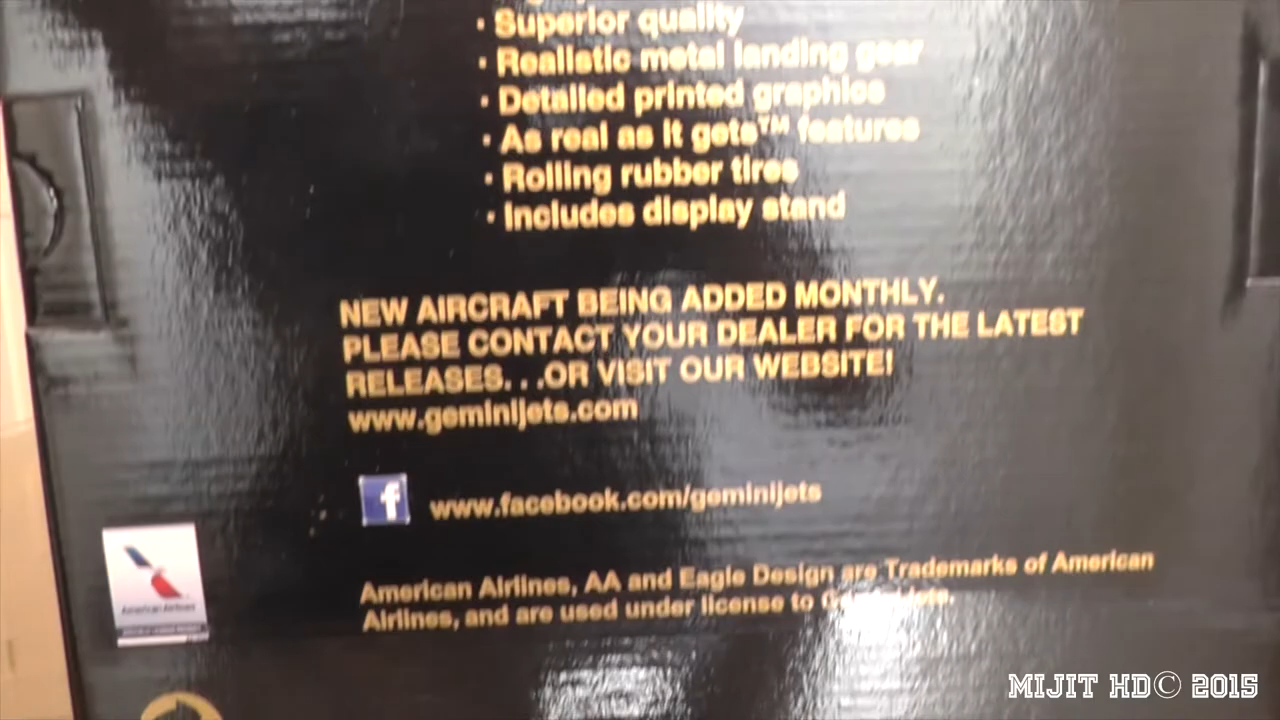 · Superior quality
· Realistic metal landing gear
· Detailed printed graphics
· As real as it gets™ features
· Rolling rubber tires
· Includes display stand
NEW AIRCRAFT BEING ADDED MONTHLY.
PLEASE CONTACT YOUR DEALER FOR THE LATEST
RELEASES. . .OR VISIT OUR WEBSITE!
www.geminijets.com
f www.facebook.com/geminijets
American Airlines
American Airlines, AA and Eagle Design are Trademarks of American
Airlines, and are used under license to
MIJIT HD© 2015